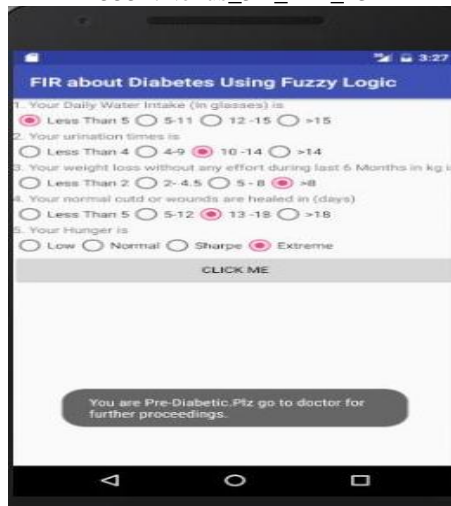 3:27
FIR about Diabetes Using Fuzzy Logic
1. Your Daily Water Intake (in glasses) is
Less Than 5 5-11 12 -15 >15
2. Your urination times is
Less Than 4 4-9 10 -14 >14
3. Your weight loss without any effort during last 6 Months in kg i
Less Than 2 2- 4.5 5 - 8 >8
4. Your normal cutd or wounds are healed in (days)
Less Than 5 5-12 13 -18 >18
5. Your Hunger is
Low Normal Sharpe Extreme
CLICK ME
You are Pre-Diabetic.Plz go to doctor for
further proceedings.